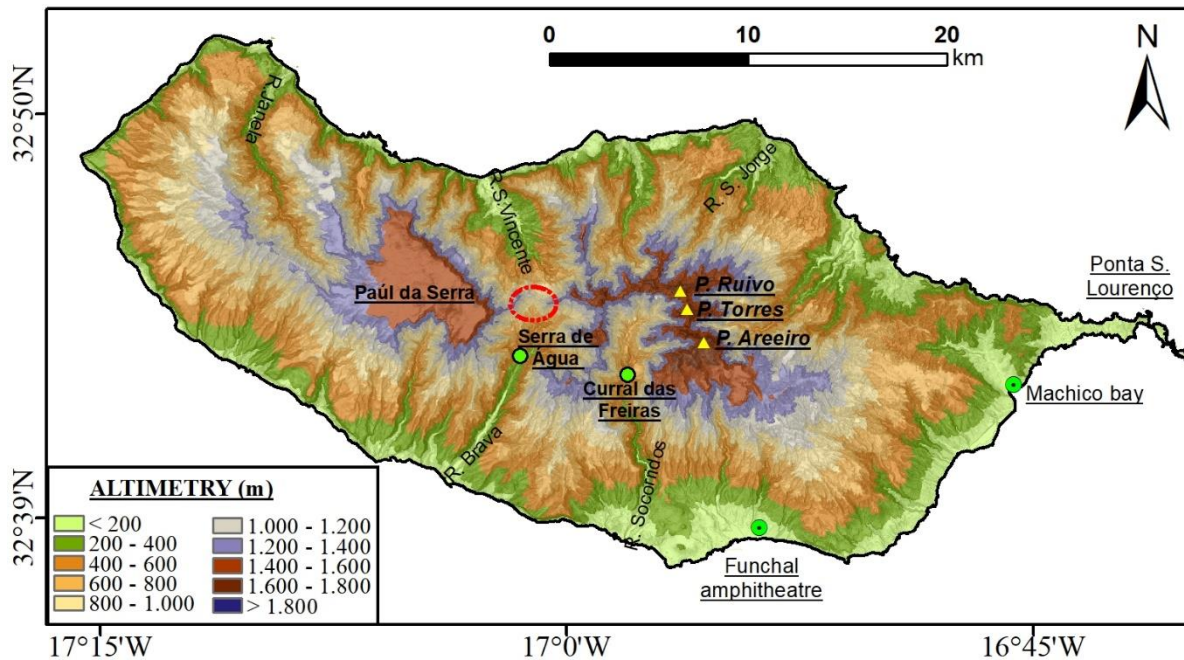 0 10 20
km
N
32°50'N
32°39'N
R. Janela
R.S.Vincente
R. S. Jorge
Paúl da Serra
P. Ruivo
P. Torres
P. Areeiro
Ponta S.
Lourenço
Serra de
Água
Curral das
Freiras
Machico bay
R. Brava
R. Socorridos
Funchal
amphitheatre
ALTIMETRY (m)
< 200
200 - 400
400 - 600
600 - 800
800 - 1.000
1.000 - 1.200
1.200 - 1.400
1.400 - 1.600
1.600 - 1.800
> 1.800
17°15'W 17°0'W 16°45'W